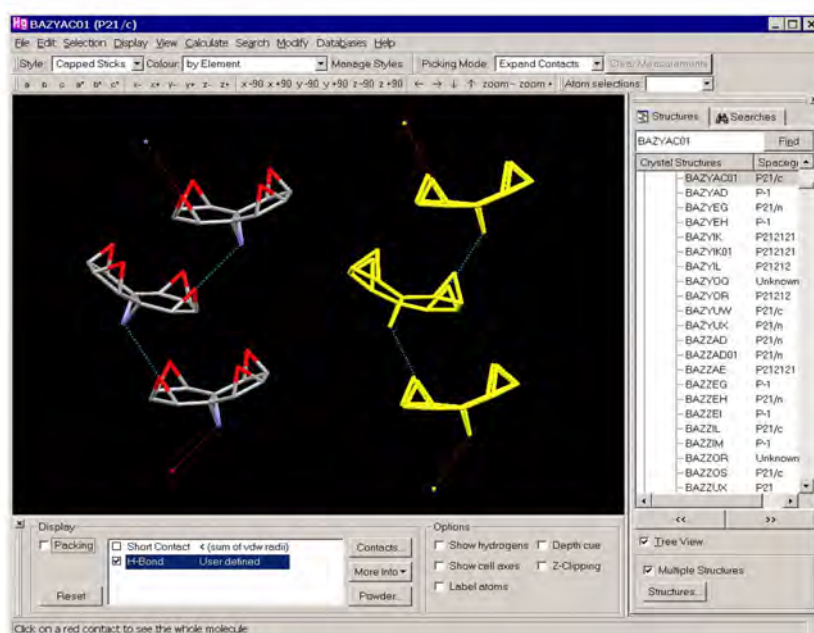 Hg BAZYAC01 (P21/c)
File Edit Selection Display View Calculate Search Modify Databases Help
Style: Capped Sticks Colour: by Element Manage Styles Picking Mode: Expand Contacts Clear Measurements
a b c a* b* c* x- x+ y- y+ z- z+ x-90 x+90 y-90 y+90 z-90 z+90 ← → ↓ ↑ zoom- zoom+ Atom selections:
Structures Searches
BAZYAC01 Find
Crystal Structures Spacegr
BAZYAC01 P21/c
BAZYAD P-1
BAZYEG P21/n
BAZYEH P-1
BAZYIK P212121
BAZYIK01 P212121
BAZYIL P21212
BAZYOQ Unknown
BAZYOR P21212
BAZYUW P21/c
BAZYUX P21/n
BAZZAD P21/n
BAZZAD01 P21/n
BAZZAE P212121
BAZZEG P-1
BAZZEH P21/n
BAZZEI P-1
BAZZIL P21/c
BAZZIM P-1
BAZZOR Unknown
BAZZOS P21/c
BAZZUX P21
<< >>
Tree View
Multiple Structures
Structures...
Display
Packing
Reset
Short Contact < (sum of vdw radii)
H-Bond User defined
Contacts...
More Info
Powder...
Options
Show hydrogens Depth cue
Show cell axes Z-Clipping
Label atoms
Click on a red contact to see the whole molecule